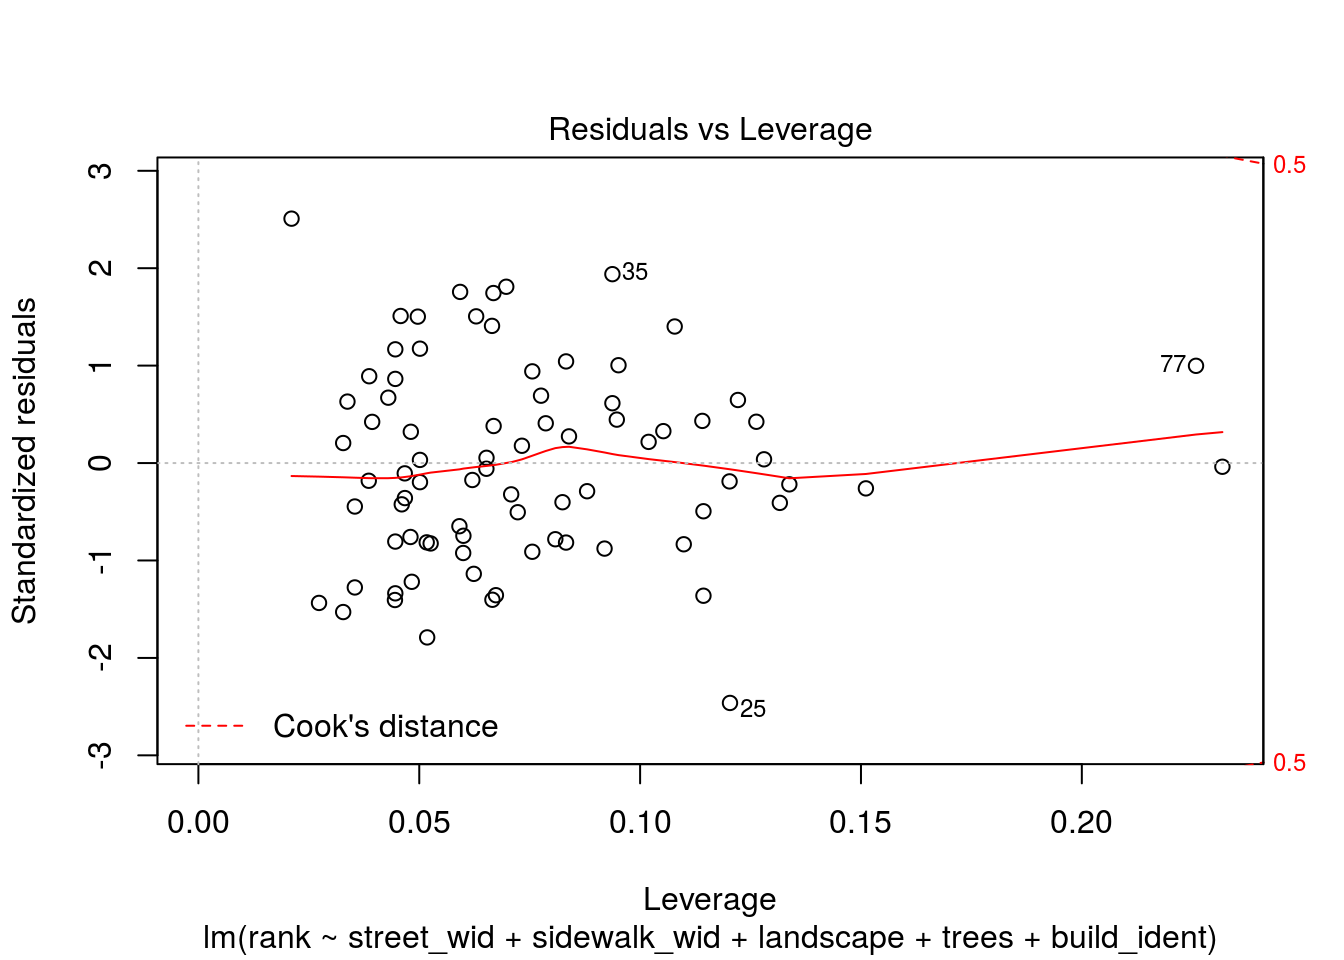 Residuals vs Leverage
Standardized residuals
3
2
1
0
-1
-2
-3
0.5
35
77
25
Cook's distance
0.5
0.00 0.05 0.10 0.15 0.20
Leverage
lm(rank ~ street_wid + sidewalk_wid + landscape + trees + build_ident)